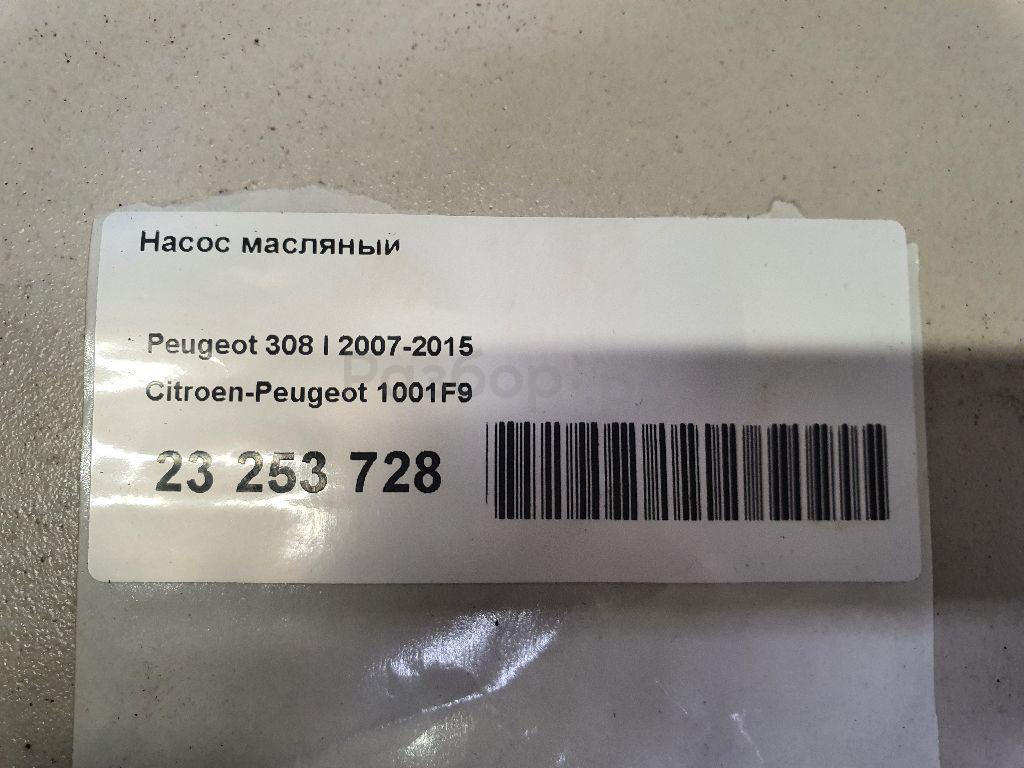 Насос масляный
Peugeot 308 I 2007-2015
Citroen-Peugeot 1001F9
23 253 728